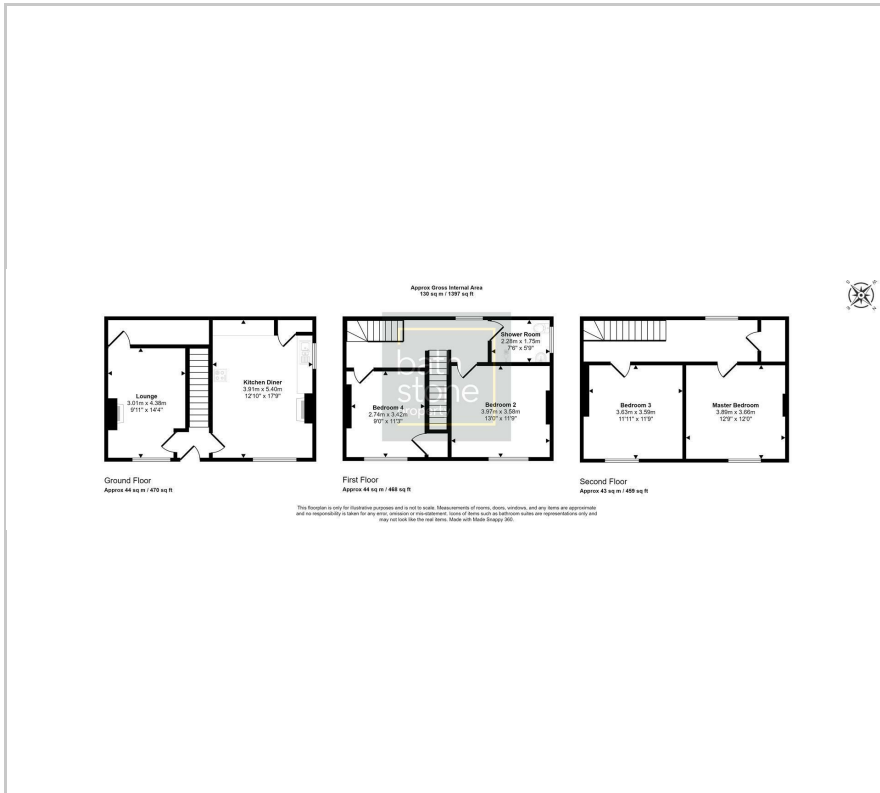 Approx Gross Internal Area
130 sq m / 1397 sq ft
Lounge
3.01m x 4.38m
9'11" x 14'4"
Kitchen Diner
3.91m x 5.40m
12'10" x 17'9"
Ground Floor
Approx 44 sq m / 470 sq ft
Shower Room
2.28m x 1.75m
7'6" x 5'9"
bath
stone
property
Bedroom 4
2.74m x 3.42m
9'0" x 11'3"
Bedroom 2
3.97m x 3.58m
13'0" x 11'9"
First Floor
Approx 44 sq m / 468 sq ft
Bedroom 3
3.63m x 3.59m
11'11" x 11'9"
Master Bedroom
3.89m x 3.66m
12'9" x 12'0"
Second Floor
Approx 43 sq m / 459 sq ft
This floorplan is only for illustrative purposes and is not to scale. Measurements of rooms, doors, windows, and any items are approximate
and no responsibility is taken for any error, omission or mis-statement. Icons of items such as bathroom suites are representations only and
may not look like the real items. Made with Made Snappy 360.